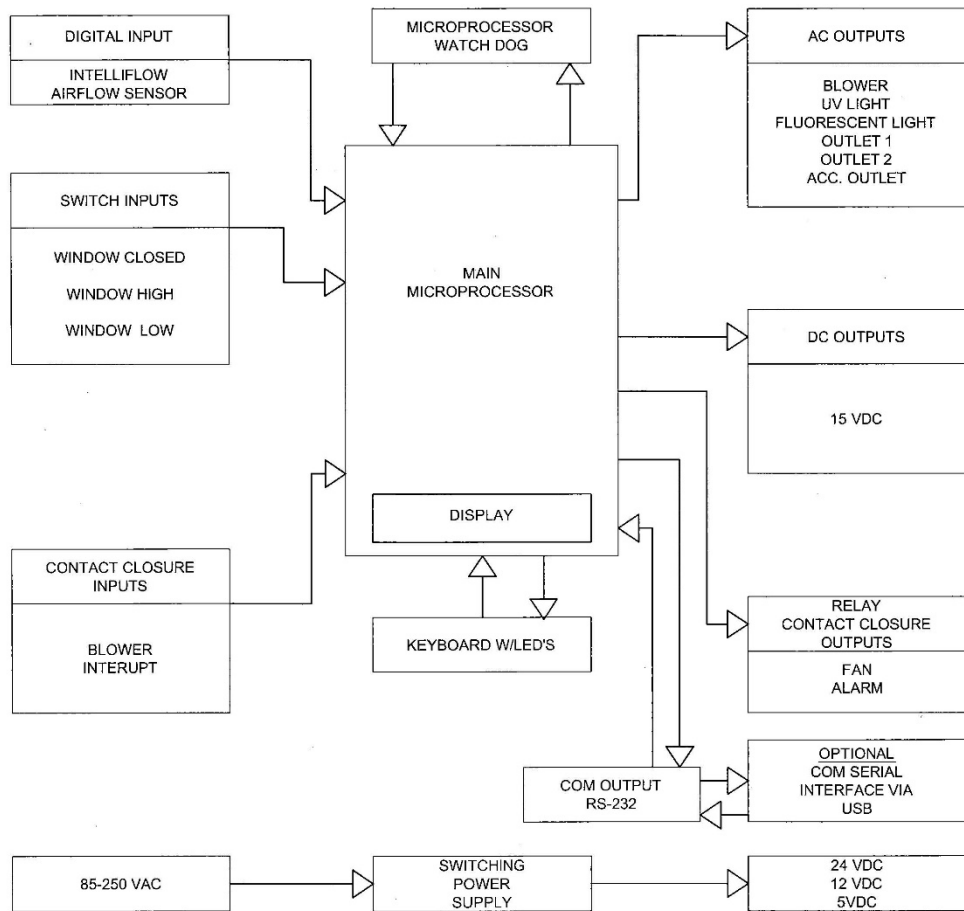 DIGITAL INPUT
INTELLIFLOW
AIRFLOW SENSOR
MICROPROCESSOR
WATCH DOG
AC OUTPUTS
BLOWER
UV LIGHT
FLUORESCENT LIGHT
OUTLET 1
OUTLET 2
ACC. OUTLET
SWITCH INPUTS
WINDOW CLOSED
WINDOW HIGH
WINDOW LOW
MAIN
MICROPROCESSOR
DISPLAY
DC OUTPUTS
15 VDC
CONTACT CLOSURE
INPUTS
BLOWER
INTERUPT
KEYBOARD W/LED'S
RELAY
CONTACT CLOSURE
OUTPUTS
FAN
ALARM
COM OUTPUT
RS-232
OPTIONAL
COM SERIAL
INTERFACE VIA
USB
85-250 VAC
SWITCHING
POWER
SUPPLY
24 VDC
12 VDC
5VDC